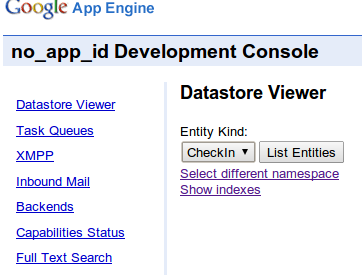 Google App Engine
no_app_id Development Console
Datastore Viewer
Task Queues
XMPP
Inbound Mail
Backends
Capabilities Status
Full Text Search
Datastore Viewer
Entity Kind:
CheckIn ▼ List Entities
Select different namespace
Show indexes